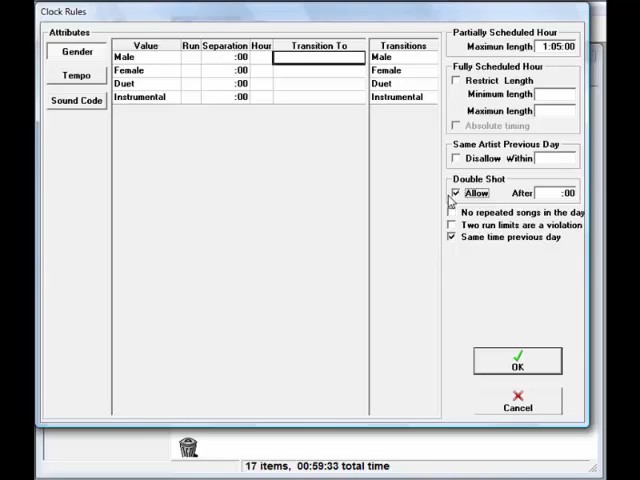 Clock Rules
Attributes
Gender
Tempo
Sound Code
Value Run Separation Hour Transition To
Male :00
Female :00
Duet :00
Instrumental :00
Transitions
Male
Female
Duet
Instrumental
Partially Scheduled Hour
Maximun length 1:05:00
Fully Scheduled Hour
Restrict Length
Minimum length
Maximun length
Absolute timing
Same Artist Previous Day
Disallow Within
Double Shot
Allow After :00
No repeated songs in the day
Two run limits are a violation
Same time previous day
OK
Cancel
17 items, 00:59:33 total time